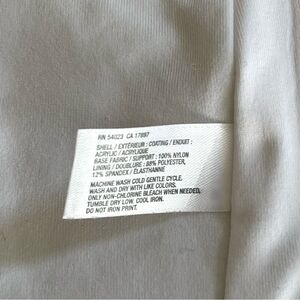 RN 54023 CA 17897
SHELL / EXTÉRIEUR : COATING / ENDUIT :
ACRYLIC / ACRYLIQUE
BASE FABRIC / SUPPORT : 100% NYLON
LINING / DOUBLURE : 88% POLYESTER,
12% SPANDEX / ÉLASTHANNE
MACHINE WASH COLD GENTLE CYCLE.
WASH AND DRY WITH LIKE COLORS.
ONLY NON-CHLORINE BLEACH WHEN NEEDED,
TUMBLE DRY LOW. COOL IRON.
DO NOT IRON PRINT.